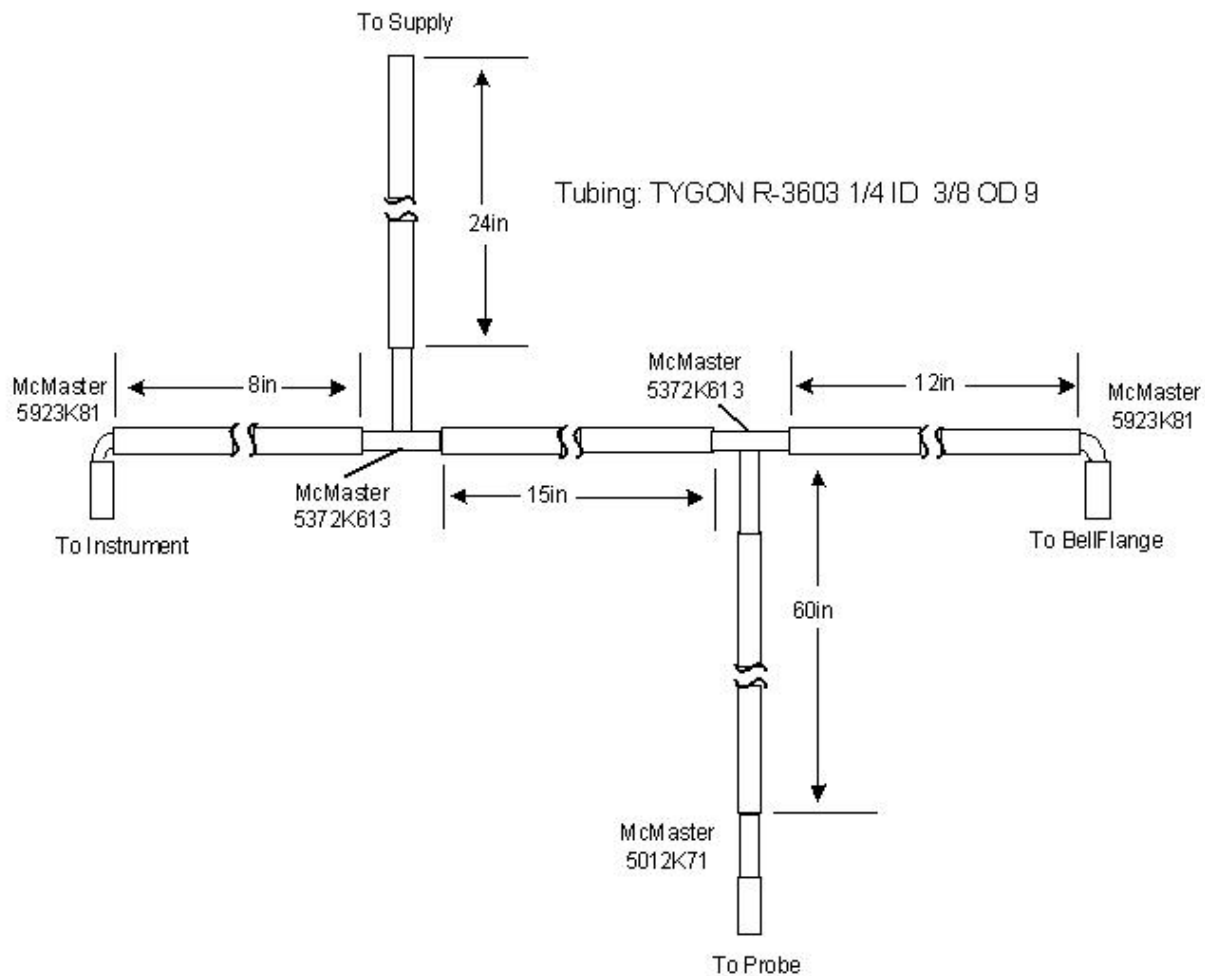 To Supply
Tubing: TYGON R-3603 1/4 ID 3/8 OD 9
24in
McMaster
5923K81
8in
McMaster
5372K613
12in
McMaster
5923K81
McMaster
5372K613
15in
To Instrument
To BellFlange
60in
McMaster
5012K71
To Probe